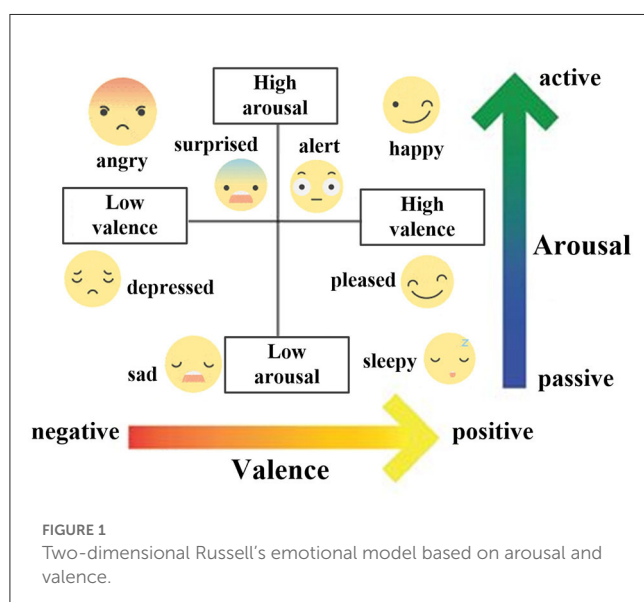 High
arousal
active
angry
surprised
alert
happy
Low
valence
High
valence
Arousal
depressed
pleased
sad
Low
arousal
sleepy
z
passive
negative
positive
Valence
FIGURE 1
Two-dimensional Russell's emotional model based on arousal and
valence.